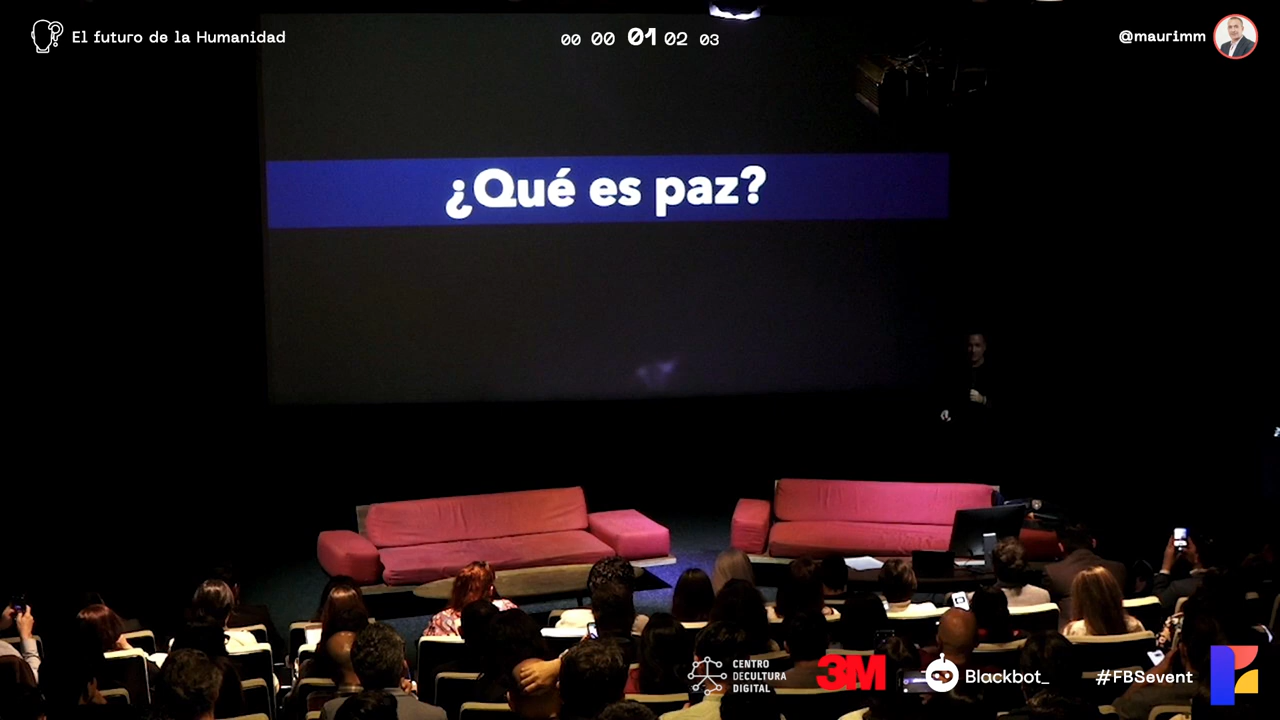 El futuro de la Humanidad
00 00 01 02 03
@maurimm
¿Qué es paz?
CENTRO
DECULTURA
DIGITAL
3M
Blackbot_
#FBSevent